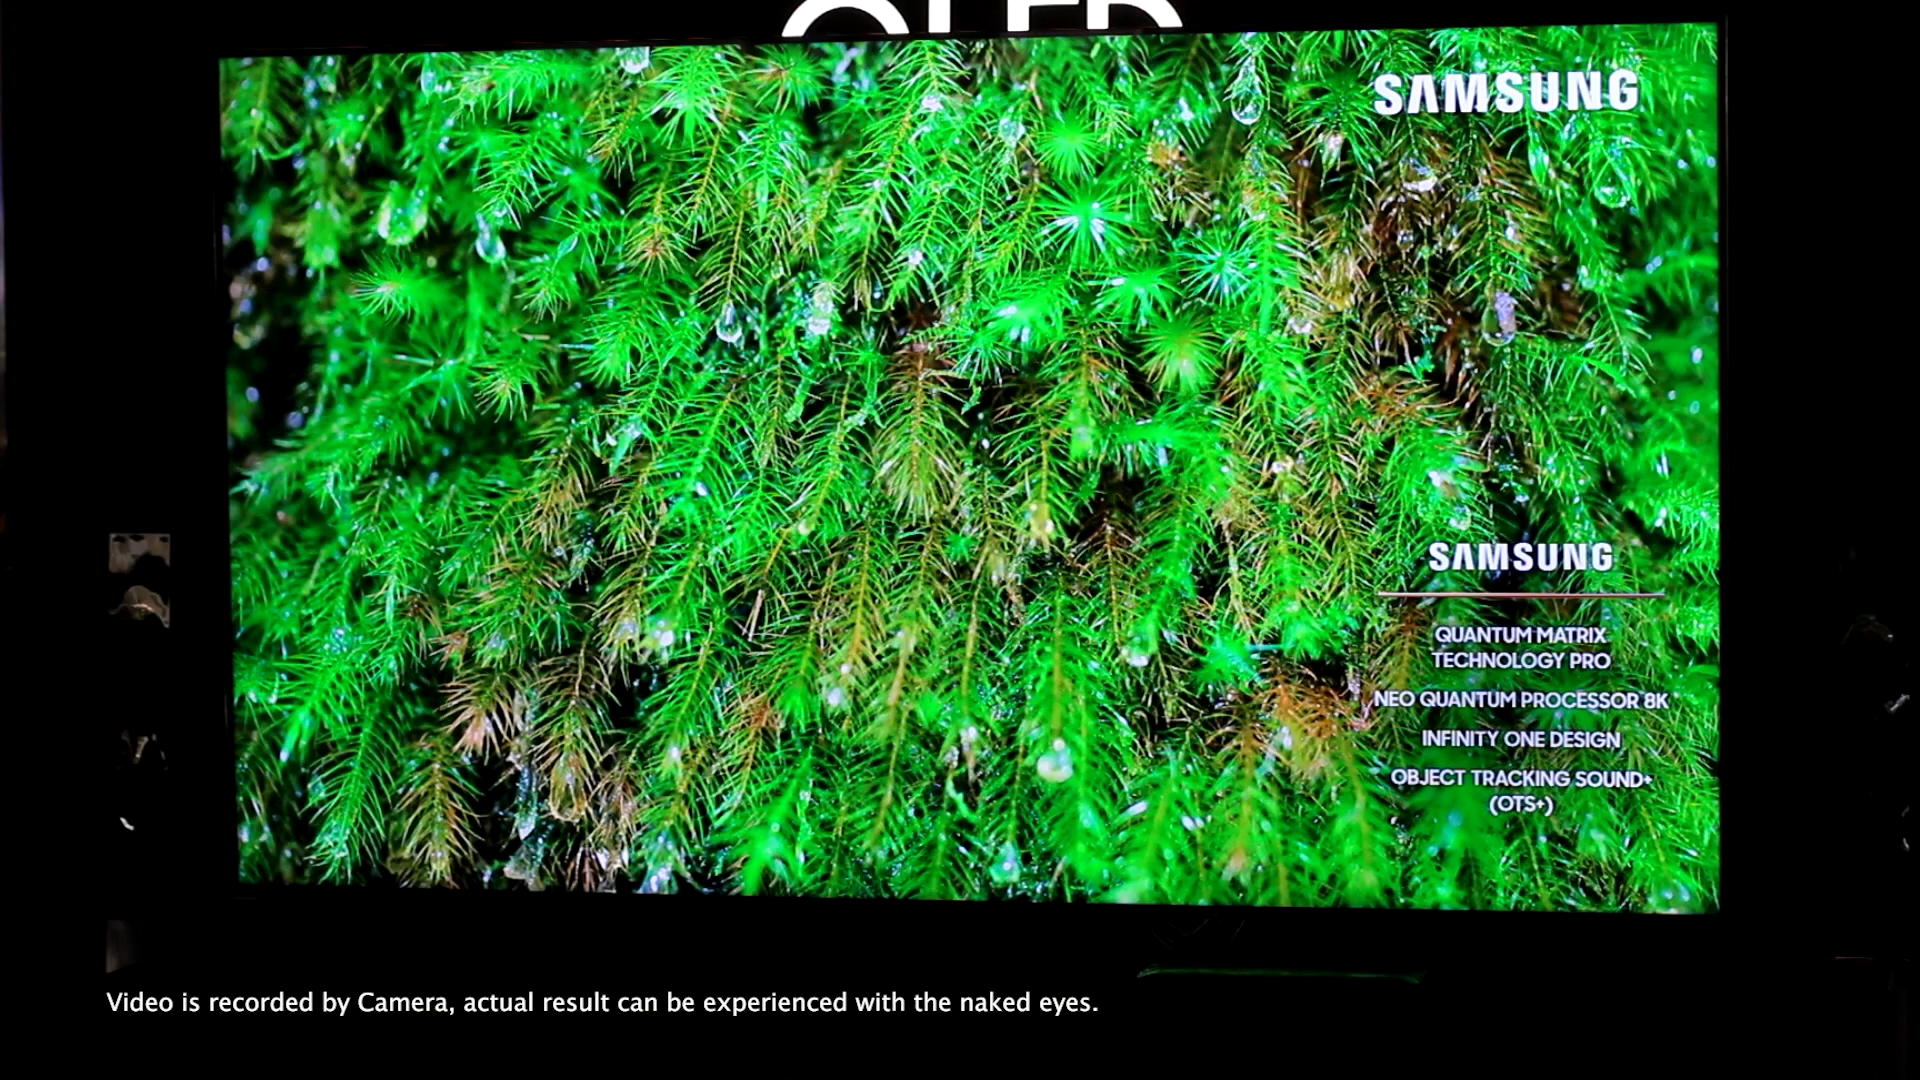 SAMSUNG
SAMSUNG
QUANTUM MATRIX
TECHNOLOGY PRO
NEO QUANTUM PROCESSOR 8K
INFINITY ONE DESIGN
OBJECT TRACKING SOUND+
(OTS+)
Video is recorded by Camera, actual result can be experienced with the naked eyes.